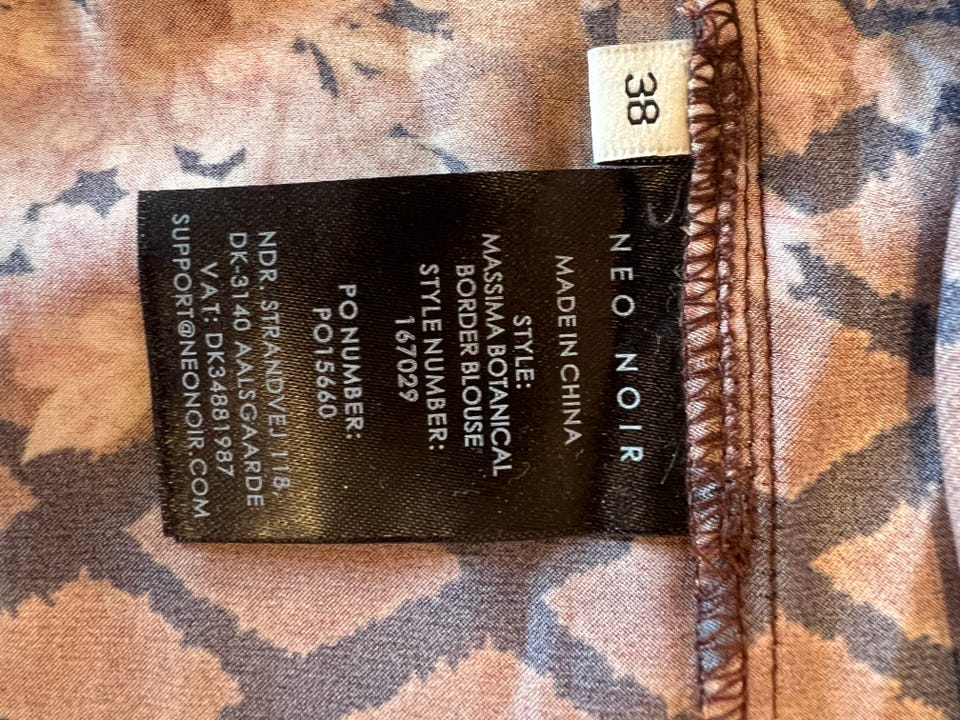 38
NEO NOIR
MADE IN CHINA
STYLE:
MASSIMA BOTANICAL
BORDER BLOUSE
STYLE NUMBER:
167029
PO NUMBER:
PO15660
NDR. STRANDVEJ 118,
DK-3140 AALSGAARDE
VAT: DK34881987
SUPPORT@NEONOIR.COM